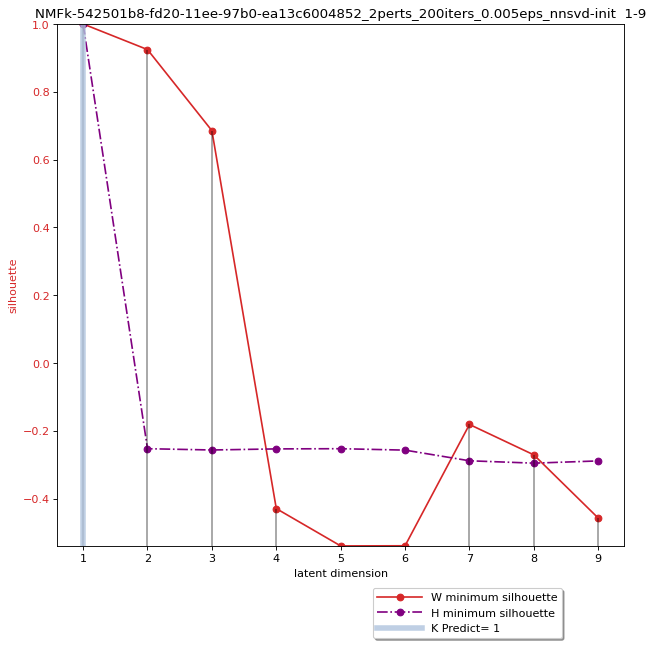 NMFk-542501b8-fd20-11ee-97b0-ea13c6004852_2perts_200iters_0.005eps_nnsvd-init 1-9
1.0
0.8
0.6
0.4
0.2
0.0
−0.2
−0.4
silhouette
1 2 3 4 5 6 7 8 9
latent dimension
W minimum silhouette
H minimum silhouette
K Predict= 1